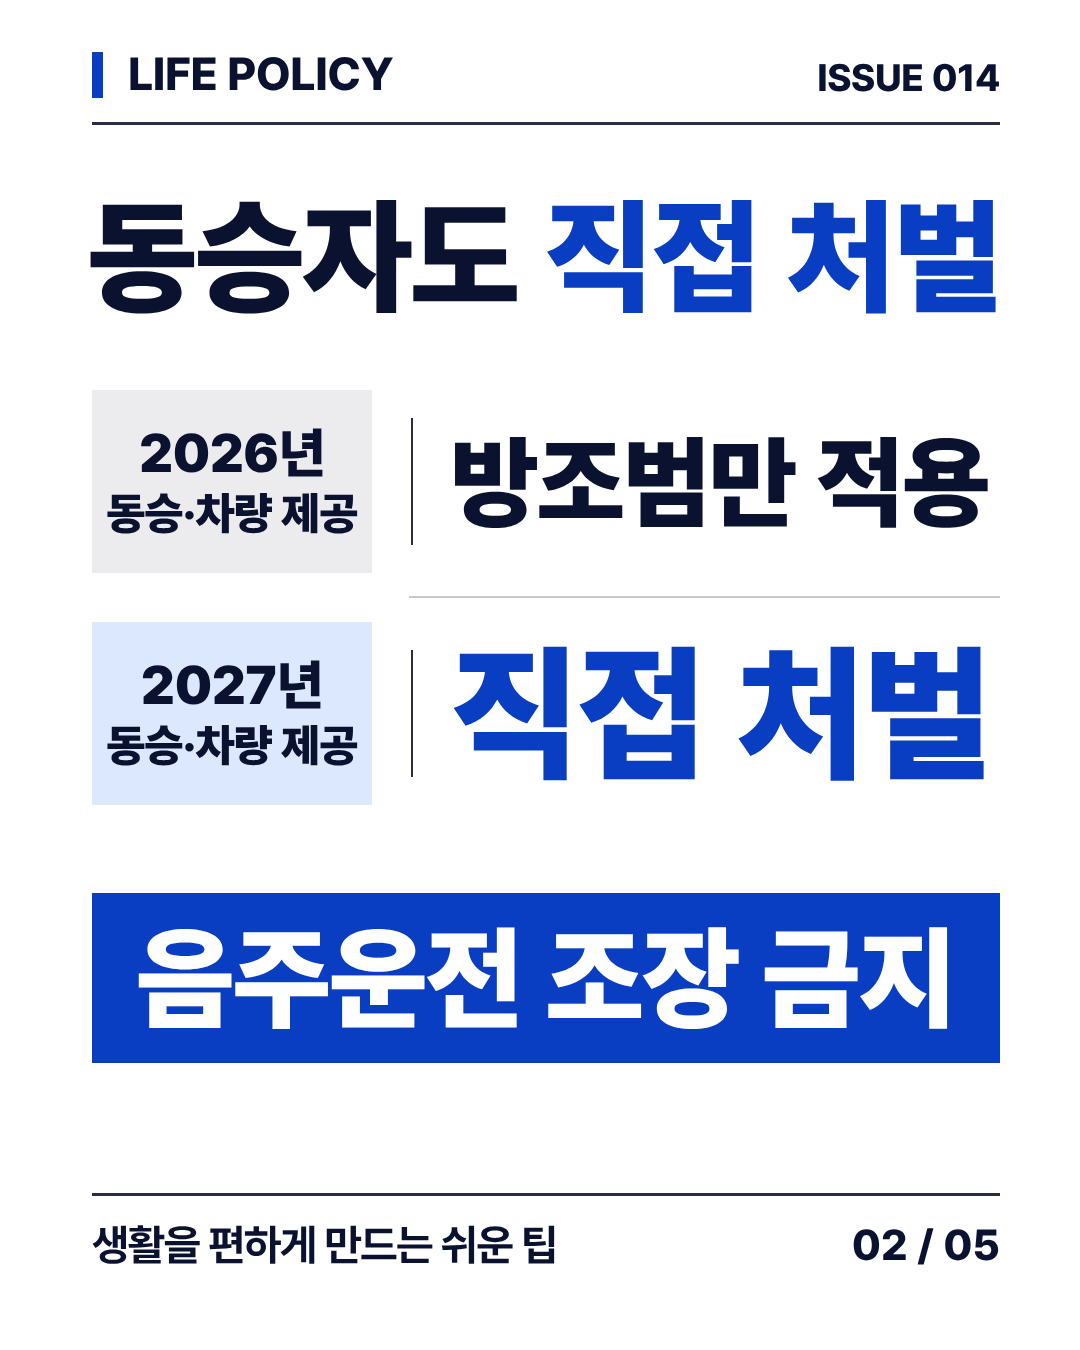 LIFE POLICY
ISSUE 014
동승자도 직접 처벌
2026년
동승·차량 제공
방조범만 적용
2027년
동승·차량 제공
직접 처벌
음주운전 조장 금지
생활을 편하게 만드는 쉬운 팁
02 / 05